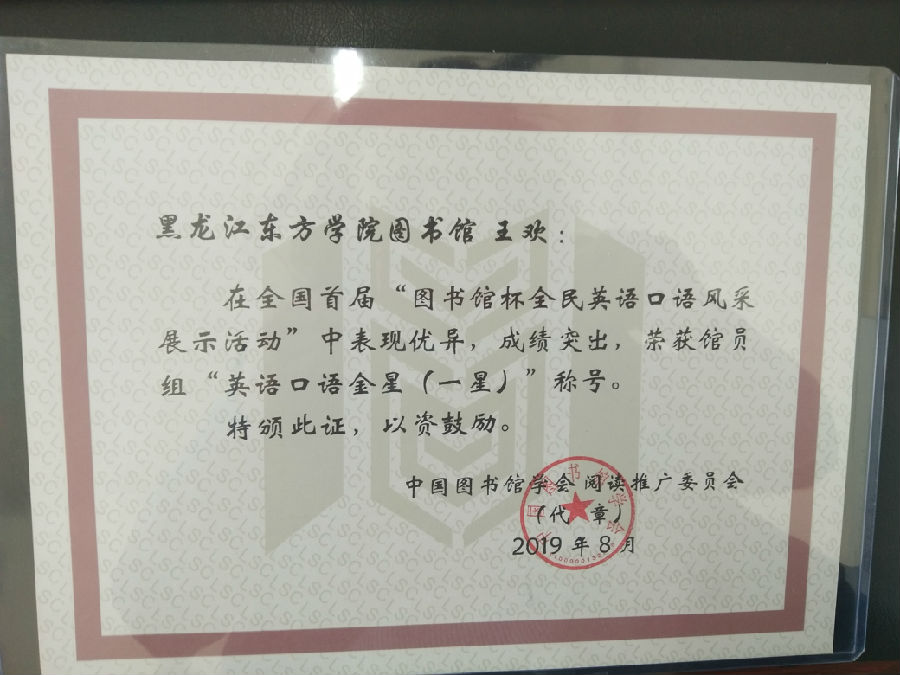 黑龙江东方学院图书馆 王欢：
在全国首届“图书馆杯全民英语口语风采
展示活动”中表现优异，成绩突出，荣获馆员
组“英语口语金星（一星）”称号。
特颁此证，以资鼓励。
中国图书馆学会 阅读推广委员会
（代 章）
2019 年 8 月